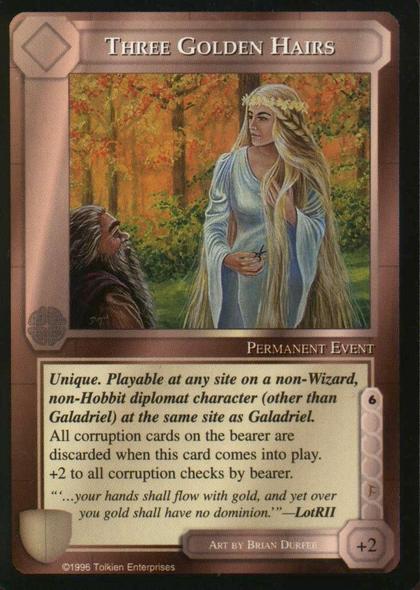 THREE GOLDEN HAIRS
PERMANENT EVENT
Unique. Playable at any site on a non-Wizard,
non-Hobbit diplomat character (other than
Galadriel) at the same site as Galadriel.
All corruption cards on the bearer are
discarded when this card comes into play.
+2 to all corruption checks by bearer.
6
"'...your hands shall flow with gold, and yet over
you gold shall have no dominion.'"—LotRII
F
ART BY BRIAN DURFEE
+2
©1996 Tolkien Enterprises